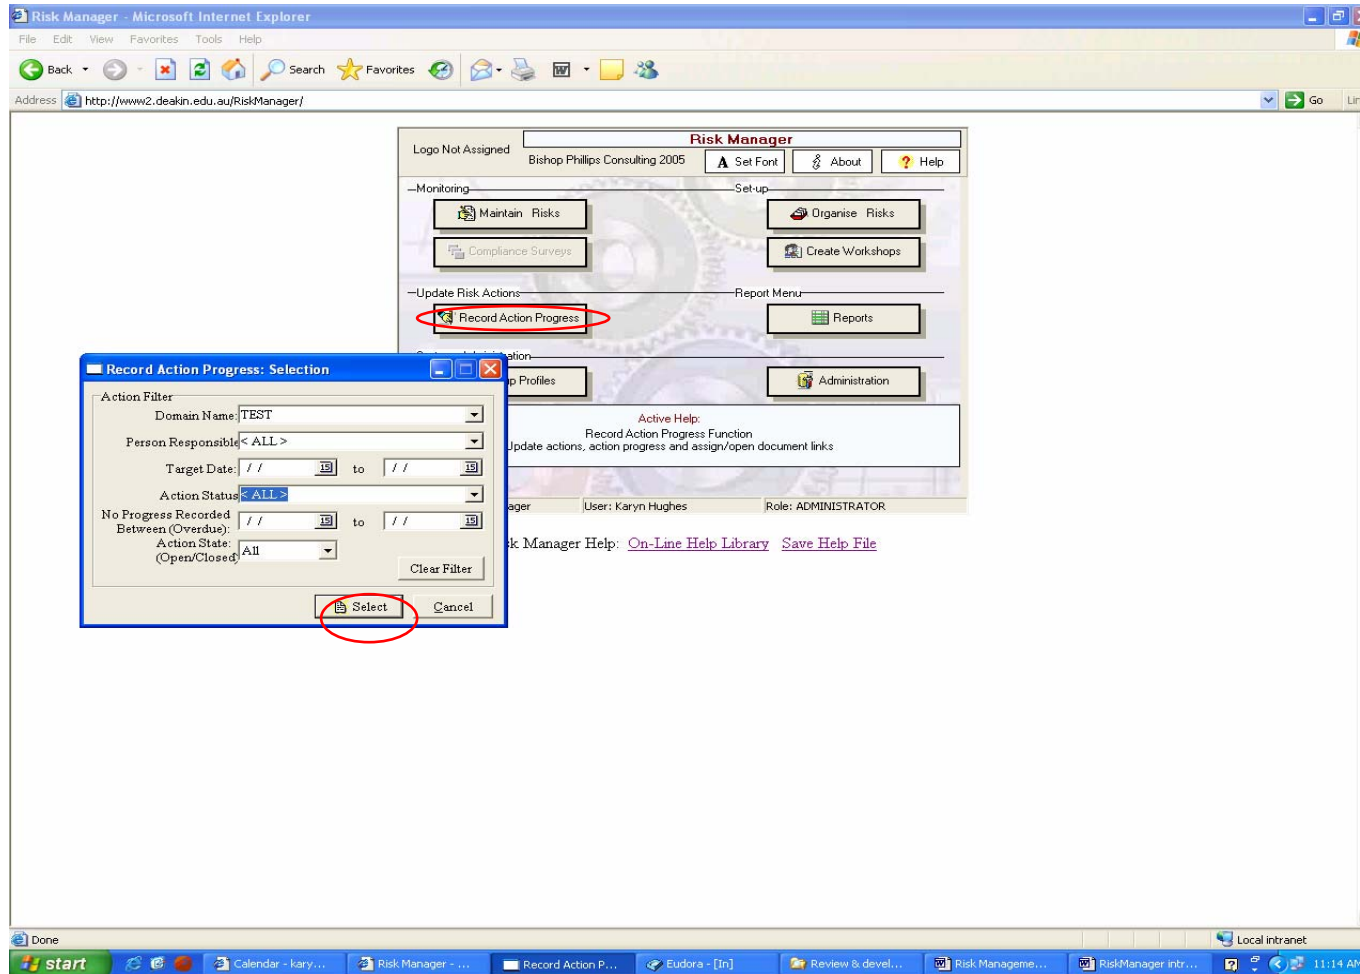 Risk Manager - Microsoft Internet Explorer
File Edit View Favorites Tools Help
Back Search Favorites
Address http://www2.deakin.edu.au/RiskManager/ Go
Logo Not Assigned
Risk Manager
Bishop Phillips Consulting 2005
A Set Font
About
? Help
Monitoring
Set-up
Maintain Risks
Organise Risks
Compliance Surveys
Create Workshops
Update Risk Actions
Report Menu
Record Action Progress
Reports
Profiles
Administration
Active Help:
Record Action Progress Function
Update actions, action progress and assign/open document links
User: Karyn Hughes
Role: ADMINISTRATOR
Manager Help: On-Line Help Library Save Help File
Record Action Progress: Selection
Action Filter
Domain Name: TEST
Person Responsible < ALL >
Target Date: / / 15 to / / 15
Action Status < ALL >
No Progress Recorded
Between (Overdue): / / 15 to / / 15
Action State:
(Open/Closed) All
Clear Filter
Select
Cancel
Done
Local intranet
start
Calendar - kary...
Risk Manager - ...
Record Action P...
Eudora - [In]
Review & devel...
Risk Manageme...
RiskManager intr...
11:14 AM